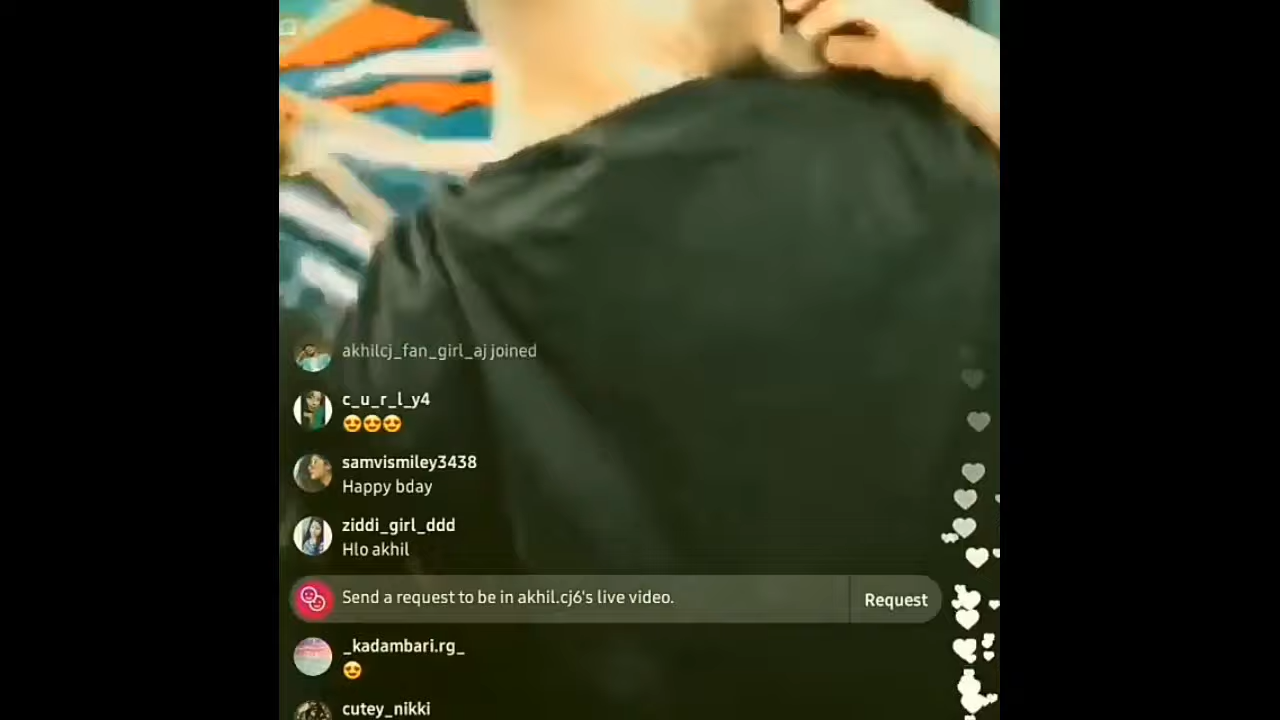 akhilcj_fan_girl_aj joined
c_u_r_l_y4
😍😍😍
samvismiley3438
Happy bday
ziddi_girl_ddd
Hlo akhil
Send a request to be in akhil.cj6's live video.
Request
_kadambari.rg_
😍
cutey_nikki